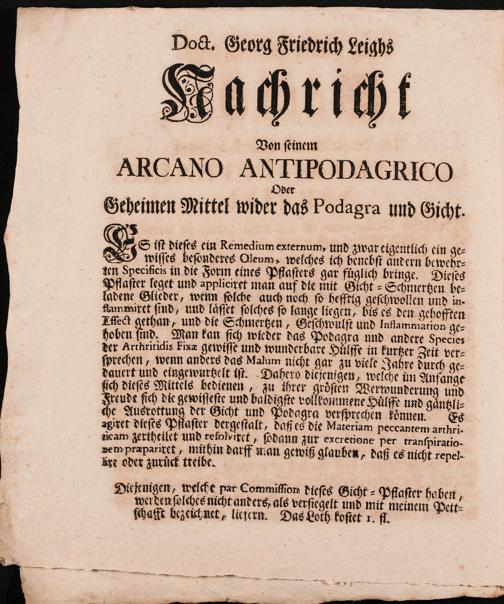 Doct. Georg Friedrich Leighs
Nachricht
Von seinem
ARCANO ANTIPODAGRICO
Oder
Geheimen Mittel wider das Podagra und Gicht.
ES ist dieses ein Remedium externum, und zwar eigentlich ein ge-
wisses besonderes Oleum, welches ich benebst andern bewehr-
ten Specificis in die Form eines Pflasters gar füglich bringe. Dieses
Pflaster leget und appliciret man auf die mit Gicht-Schmertzen be-
ladene Glieder, wenn solche auch noch so hefftig geschwollen und in-
flammiret sind, und lässet solches so lange liegen, bis es den gehofften
Effect gethan, und die Schmertzen, Geschwulst und Inflammation ge-
hoben sind. Man kan sich wider das Podagra und andere Species
der Arthritidis Fixæ gewisse und wunderbare Hülffe in kurtzer Zeit ver-
sprechen, wenn anders das Malum nicht gar zu viele Jahre durch ge-
dauert und eingewurtzelt ist. Dahero diejenigen, welche im Anfange
sich dieses Mittels bedienen, zu ihrer grösten Verwunderung und
Freude sich die gewisseste und baldigste vollkommene Hülffe und gäntzli-
che Ausrottung der Gicht und Podagra versprechen können. Es
agiret dieses Pflaster dergestalt, daß es die Materiam peccantem arthri-
ticam zertheilet und resolviret, sodann zur excretione per transpiratio-
nem præpariret, mithin darff man gewiß glauben, daß es nicht repel-
lire oder zurück treibe.
Diejenigen, welche par Commission dieses Gicht-Pflaster haben,
werden solches nicht anders, als versiegelt und mit meinem Pett-
schafft bezeichnet, liefern. Das Loth kostet 1. fl.